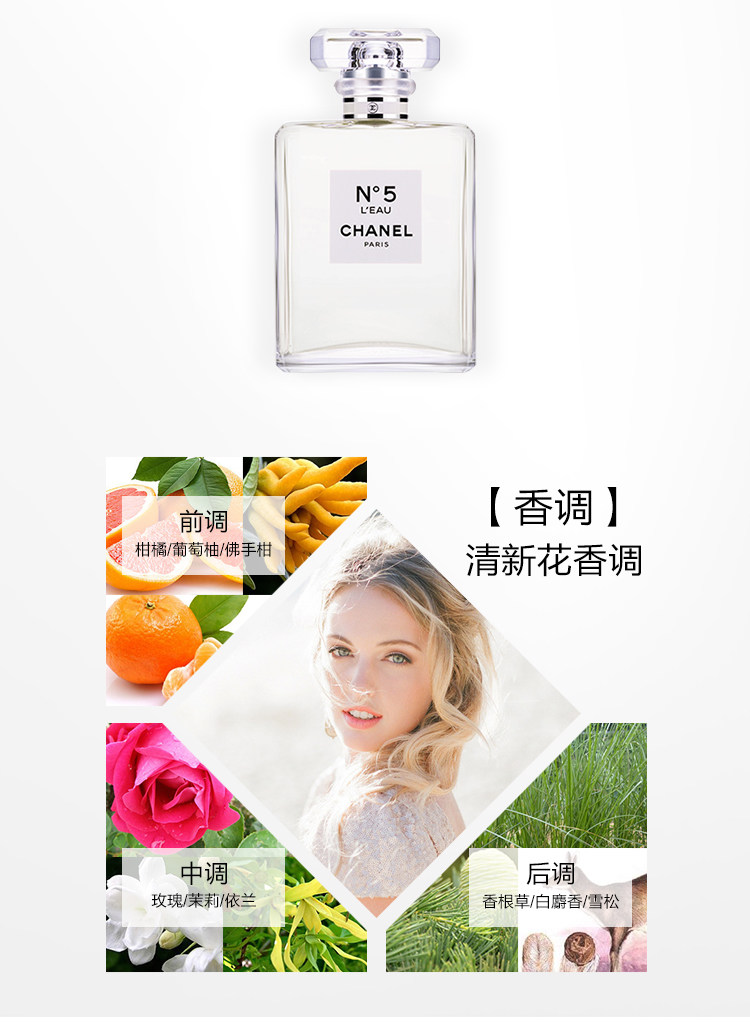 N°5
L'EAU
CHANEL
PARIS
【香调】
清新花香调
前调
柑橘/葡萄柚/佛手柑
中调
玫瑰/茉莉/依兰
后调
香根草/白麝香/雪松